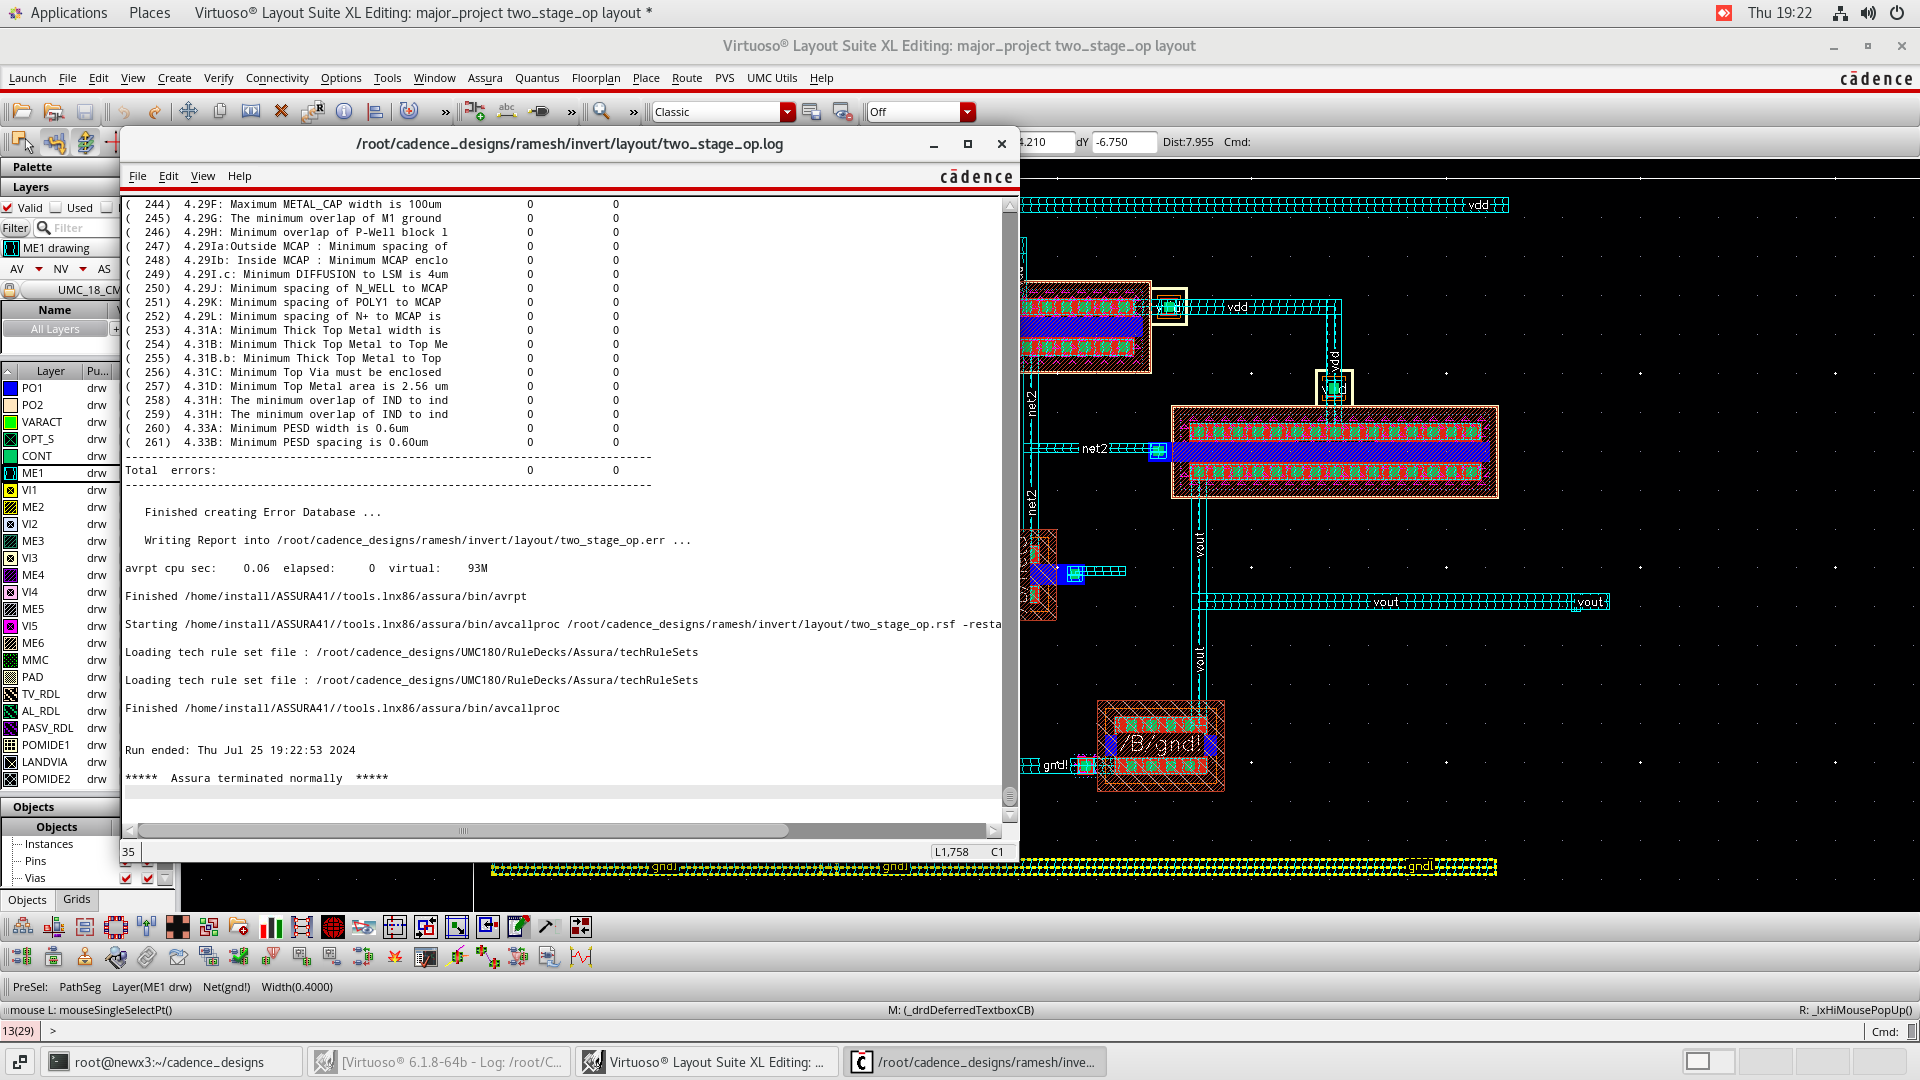 Applications Places Virtuoso® Layout Suite XL Editing: major_project two_stage_op layout * Thu 19:22
Virtuoso® Layout Suite XL Editing: major_project two_stage_op layout
Launch File Edit View Create Verify Connectivity Options Tools Window Assura Quantus Floorplan Place Route PVS UMC Utils Help cādence
» » » Classic Off
4.210 dY -6.750 Dist:7.955 Cmd:
/root/cadence_designs/ramesh/invert/layout/two_stage_op.log
File Edit View Help cādence
( 244) 4.29F: Maximum METAL_CAP width is 100um 0 0
( 245) 4.29G: The minimum overlap of M1 ground 0 0
( 246) 4.29H: Minimum overlap of P-Well block l 0 0
( 247) 4.29Ia:Outside MCAP : Minimum spacing of 0 0
( 248) 4.29Ib: Inside MCAP : Minimum MCAP enclo 0 0
( 249) 4.29I.c: Minimum DIFFUSION to LSM is 4um 0 0
( 250) 4.29J: Minimum spacing of N_WELL to MCAP 0 0
( 251) 4.29K: Minimum spacing of POLY1 to MCAP 0 0
( 252) 4.29L: Minimum spacing of N+ to MCAP is 0 0
( 253) 4.31A: Minimum Thick Top Metal width is 0 0
( 254) 4.31B: Minimum Thick Top Metal to Top Me 0 0
( 255) 4.31B.b: Minimum Thick Top Metal to Top 0 0
( 256) 4.31C: Minimum Top Via must be enclosed 0 0
( 257) 4.31D: Minimum Top Metal area is 2.56 um 0 0
( 258) 4.31H: The minimum overlap of IND to ind 0 0
( 259) 4.31H: The minimum overlap of IND to ind 0 0
( 260) 4.33A: Minimum PESD width is 0.6um 0 0
( 261) 4.33B: Minimum PESD spacing is 0.60um 0 0
Total errors: 0 0
Finished creating Error Database ...
Writing Report into /root/cadence_designs/ramesh/invert/layout/two_stage_op.err ...
avrpt cpu sec: 0.06 elapsed: 0 virtual: 93M
Finished /home/install/ASSURA41//tools.lnx86/assura/bin/avrpt
Starting /home/install/ASSURA41//tools.lnx86/assura/bin/avcallproc /root/cadence_designs/ramesh/invert/layout/two_stage_op.rsf -resta
Loading tech rule set file : /root/cadence_designs/UMC180/RuleDecks/Assura/techRuleSets
Loading tech rule set file : /root/cadence_designs/UMC180/RuleDecks/Assura/techRuleSets
Finished /home/install/ASSURA41//tools.lnx86/assura/bin/avcallproc
Run ended: Thu Jul 25 19:22:53 2024
***** Assura terminated normally *****
35 L1,758 C1
Palette
Layers
Valid Used
Filter Filter
ME1 drawing
AV NV AS
UMC_18_CM
Name V
All Layers +
Layer Pu...
PO1 drw
PO2 drw
VARACT drw
OPT_S drw
CONT drw
ME1 drw
VI1 drw
ME2 drw
VI2 drw
ME3 drw
VI3 drw
ME4 drw
VI4 drw
ME5 drw
VI5 drw
ME6 drw
MMC drw
PAD drw
TV_RDL drw
AL_RDL drw
PASV_RDL drw
POMIDE1 drw
LANDVIA drw
POMIDE2 drw
Objects
Objects
Instances
Pins
Vias
Objects Grids
vdd
vdd
vdd
net2
net2
net2
vout
vout vout
vout
/B/gnd!
gnd!
gnd! gnd! gnd!
PreSel: PathSeg Layer(ME1 drw) Net(gnd!) Width(0.4000)
mouse L: mouseSingleSelectPt() M: (_drdDeferredTextboxCB) R: _lxHiMousePopUp()
13(29) > Cmd:
root@newx3:~/cadence_designs [Virtuoso® 6.1.8-64b - Log: /root/C... Virtuoso® Layout Suite XL Editing: ... /root/cadence_designs/ramesh/inve...